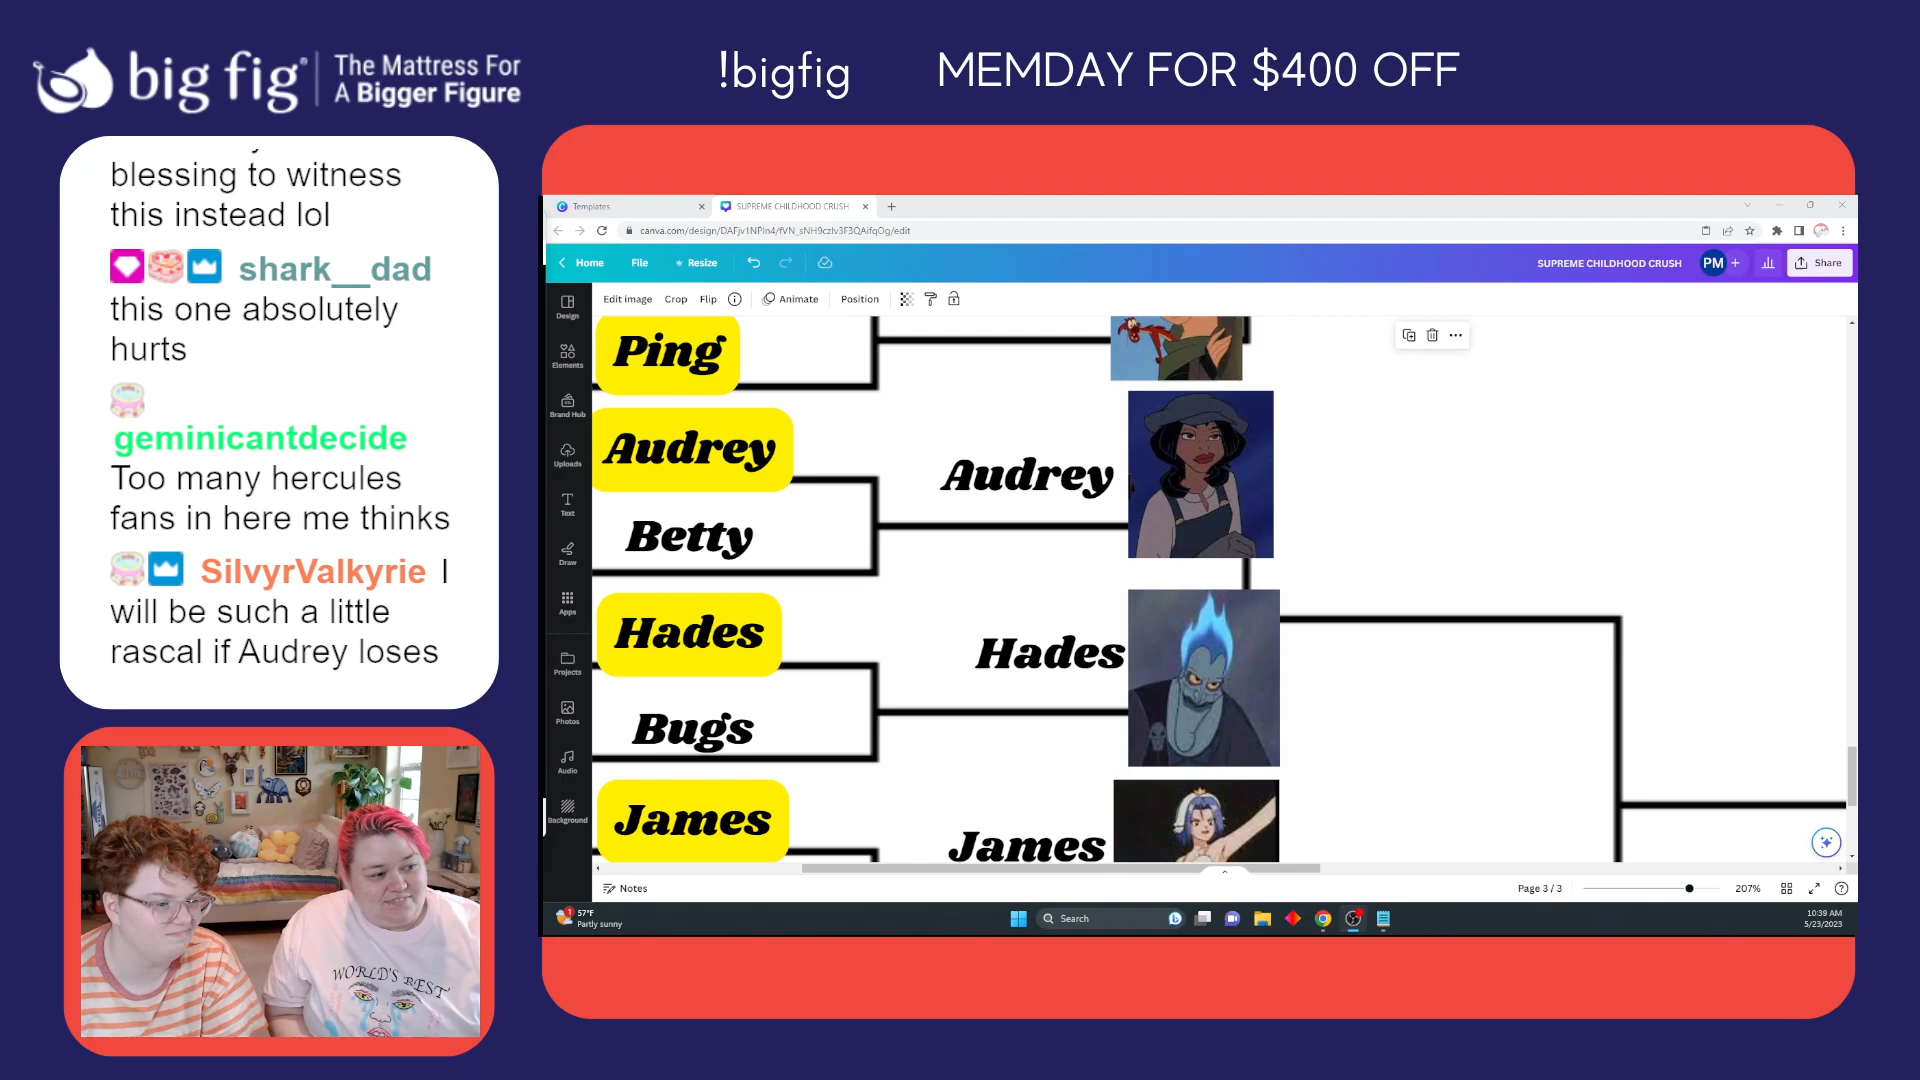 big fig
The Mattress For
A Bigger Figure
!bigfig
MEMDAY FOR $400 OFF
blessing to witness
this instead lol
shark__dad
this one absolutely
hurts
geminicantdecide
Too many hercules
fans in here me thinks
SilvyrValkyrie I
will be such a little
rascal if Audrey loses
WORLD'S BEST
Templates
SUPREME CHILDHOOD CRUSH
Home
File
Resize
SUPREME CHILDHOOD CRUSH
PM
Share
Edit image
Crop
Flip
Animate
Position
Design
Elements
Brand Hub
Uploads
Text
Draw
Apps
Projects
Photos
Audio
Background
Ping
Audrey
Audrey
Betty
Hades
Hades
Bugs
James
James
Notes
Page 3 / 3
207%
1
57°F
Partly sunny
Search
10:39 AM
5/23/2023